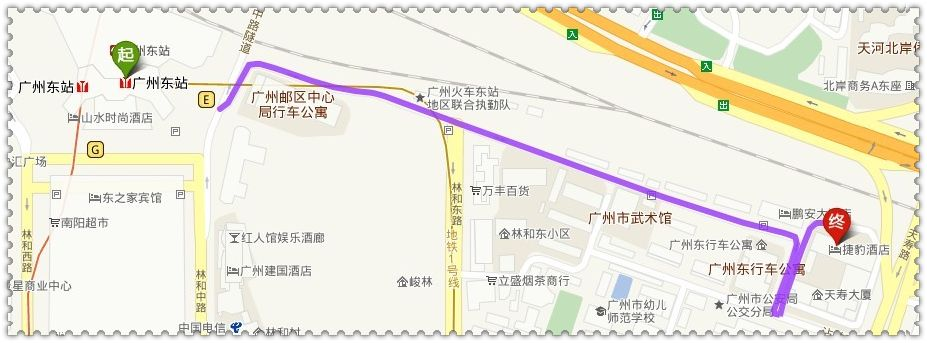 中路隧道
起
广州东站
广州东站
广州东站
山水时尚酒店
E
G
汇广场
东之家宾馆
南阳超市
林和西路
星商业中心
林和中路
中国电信
红人馆娱乐酒廊
广州建国酒店
林和村
广州邮区中心
局行车公寓
广州火车东站
地区联合执勤队
P
林和东路
地铁1号线
峻林
万丰百货
林和东小区
立盛烟茶商行
广州市幼儿
师范学校
广州市武术馆
P
广州东行车公寓
广州东行车公寓
广州市公安局
公交分局
鹏安大
店
终
捷豹酒店
天寿大厦
天寿路
入
出
入
出
P
天河北岸
北岸商务A东座
P
P